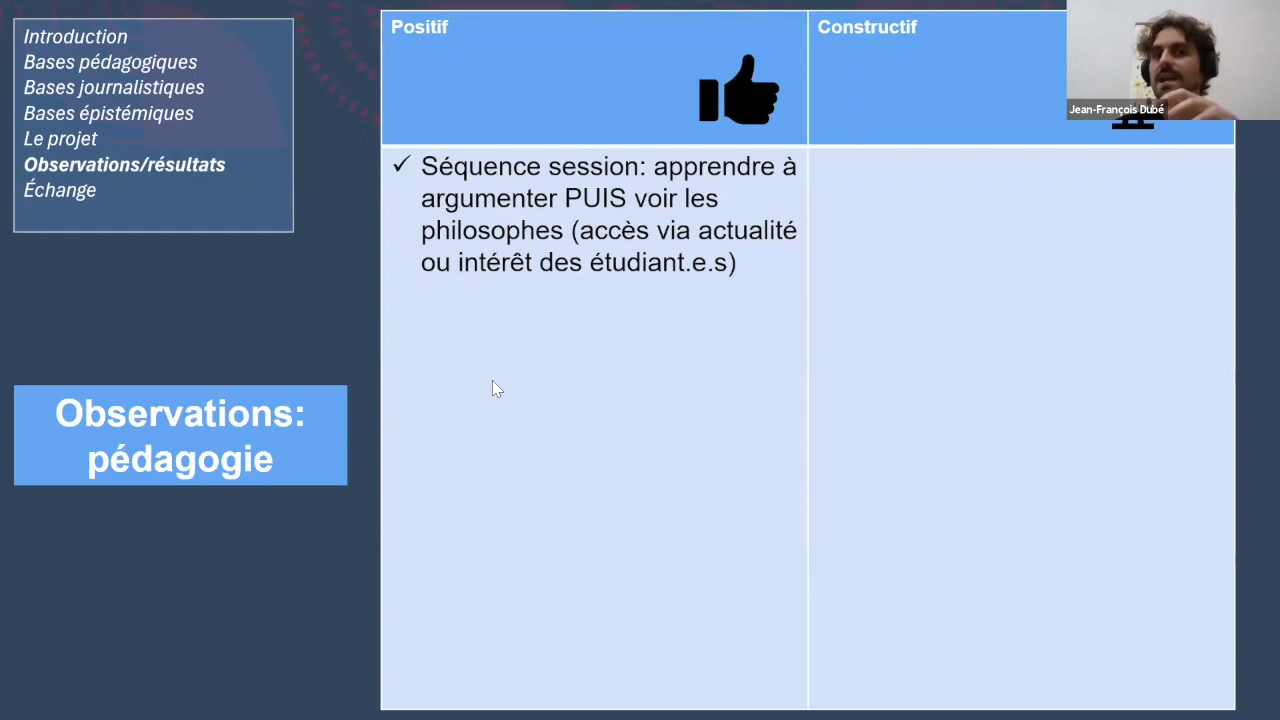 Introduction
Bases pédagogiques
Bases journalistiques
Bases épistémiques
Le projet
Observations/résultats
Échange
Observations:
pédagogie
Positif
Constructif
✓ Séquence session: apprendre à
argumenter PUIS voir les
philosophes (accès via actualité
ou intérêt des étudiant.e.s)
Jean-François Dubé